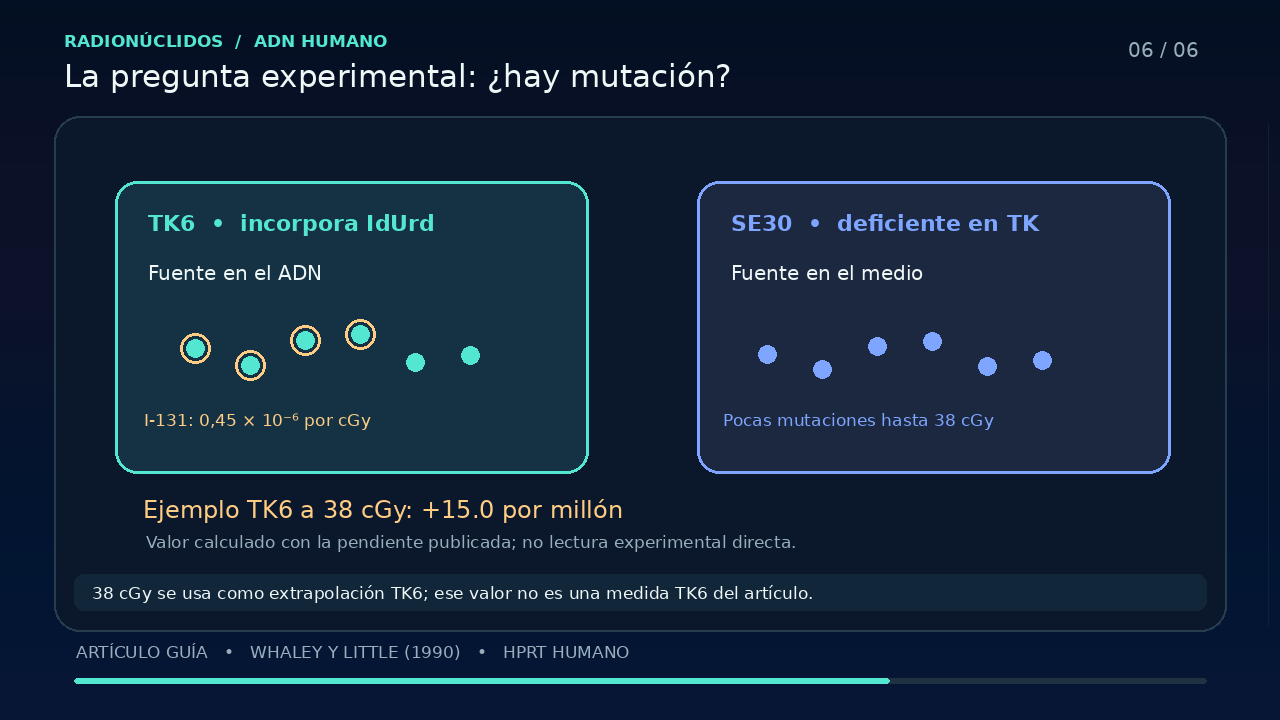 RADIONÚCLIDOS / ADN HUMANO
06 / 06
La pregunta experimental: ¿hay mutación?
TK6 • incorpora IdUrd
Fuente en el ADN
I-131: 0,45 × 10⁻⁶ por cGy
SE30 • deficiente en TK
Fuente en el medio
Pocas mutaciones hasta 38 cGy
Ejemplo TK6 a 38 cGy: +15.0 por millón
Valor calculado con la pendiente publicada; no lectura experimental directa.
38 cGy se usa como extrapolación TK6; ese valor no es una medida TK6 del artículo.
ARTÍCULO GUÍA • WHALEY Y LITTLE (1990) • HPRT HUMANO